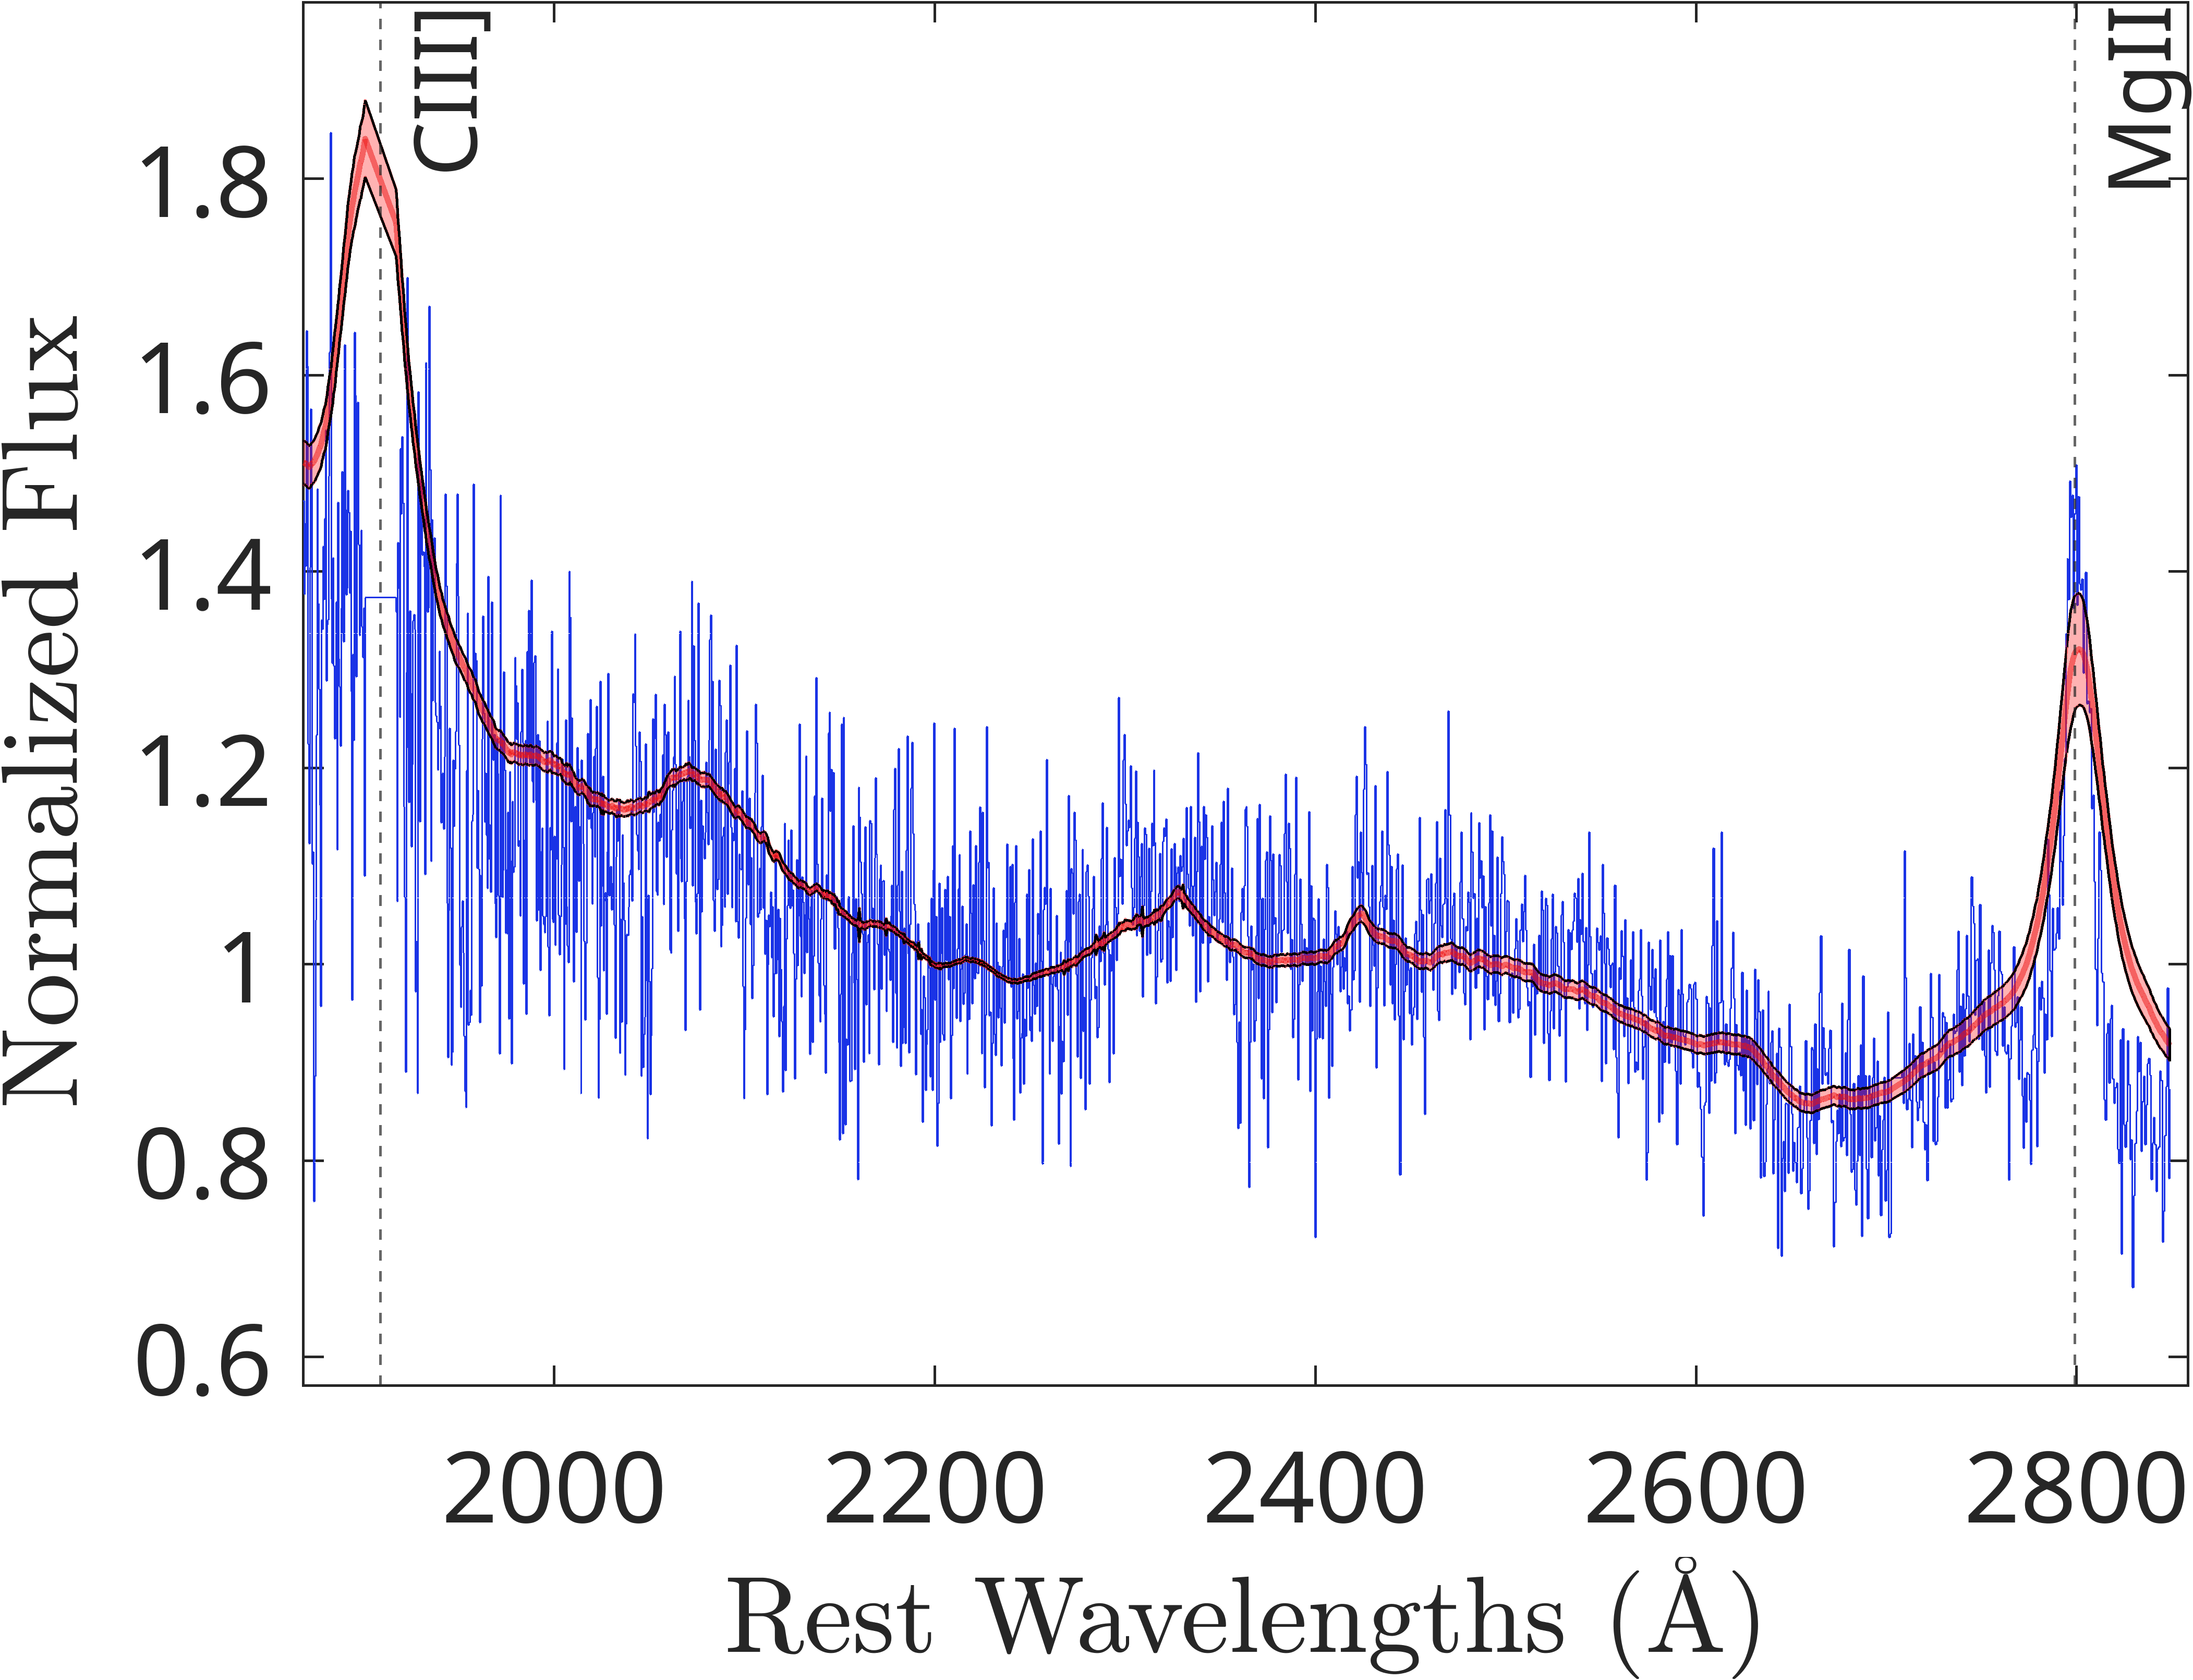 CIII]
MgII
1.8
1.6
1.4
1.2
1
0.8
0.6
Normalized Flux
2000 2200 2400 2600 2800
Rest Wavelengths (Å)